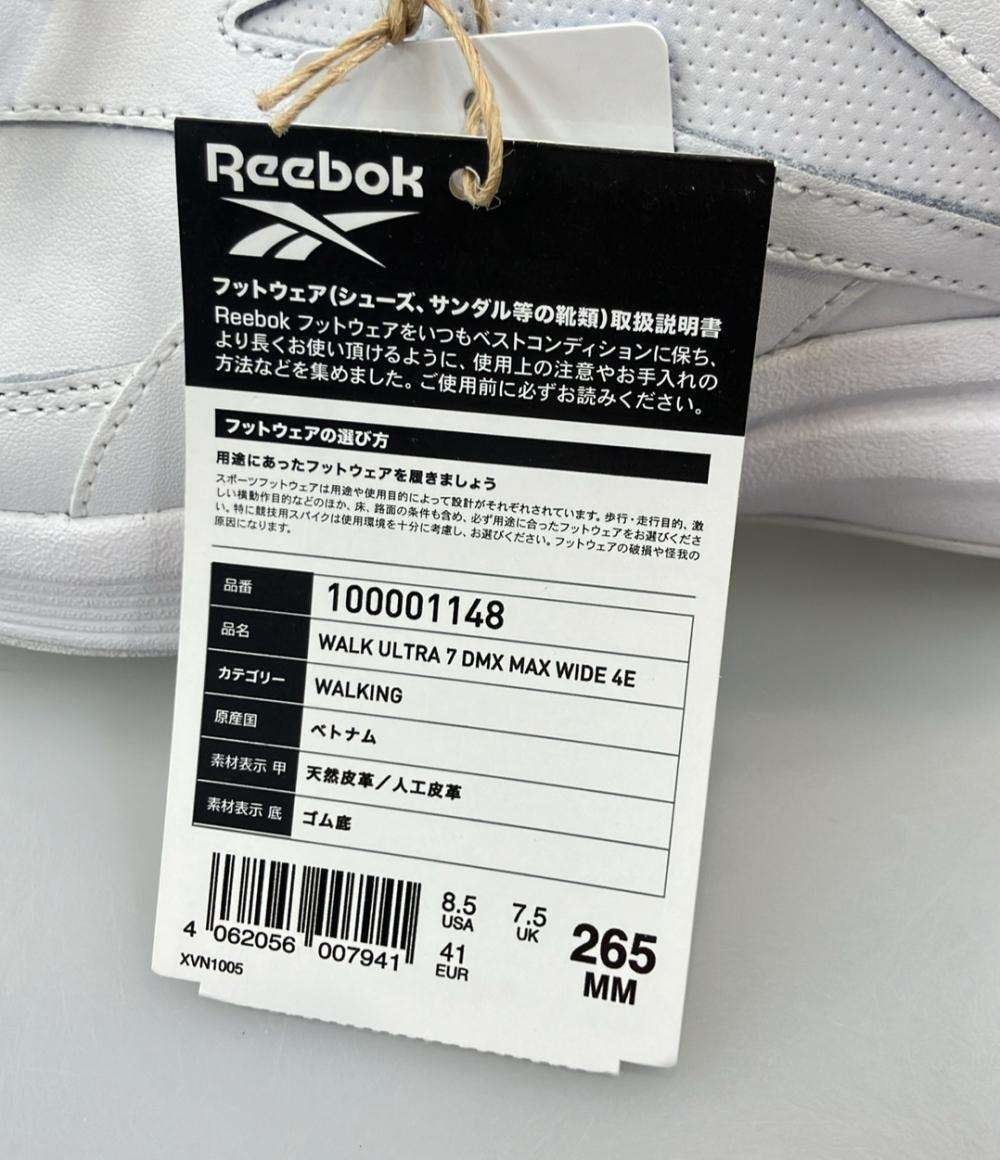 Reebok
フットウェア(シューズ、サンダル等の靴類)取扱説明書
Reebok フットウェアをいつもベストコンディションに保ち、
より長くお使い頂けるように、使用上の注意やお手入れの
方法などを集めました。ご使用前に必ずお読みください。
フットウェアの選び方
用途にあったフットウェアを履きましょう
スポーツフットウェアは用途や使用目的によって設計がそれぞれされています。歩行・走行目的、激
しい横動作目的などのほか、床、路面の条件も含め、必ず用途に合ったフットウェアをお選びくださ
い。特に競技用スパイクは使用環境を十分に考慮し、お選びください。フットウェアの破損や怪我の
原因になります。
品番 100001148
品名 WALK ULTRA 7 DMX MAX WIDE 4E
カテゴリー WALKING
原産国 ベトナム
素材表示 甲 天然皮革/人工皮革
素材表示 底 ゴム底
8.5 USA 7.5 UK 265 MM
41 EUR
4 062056 007941
XVN1005